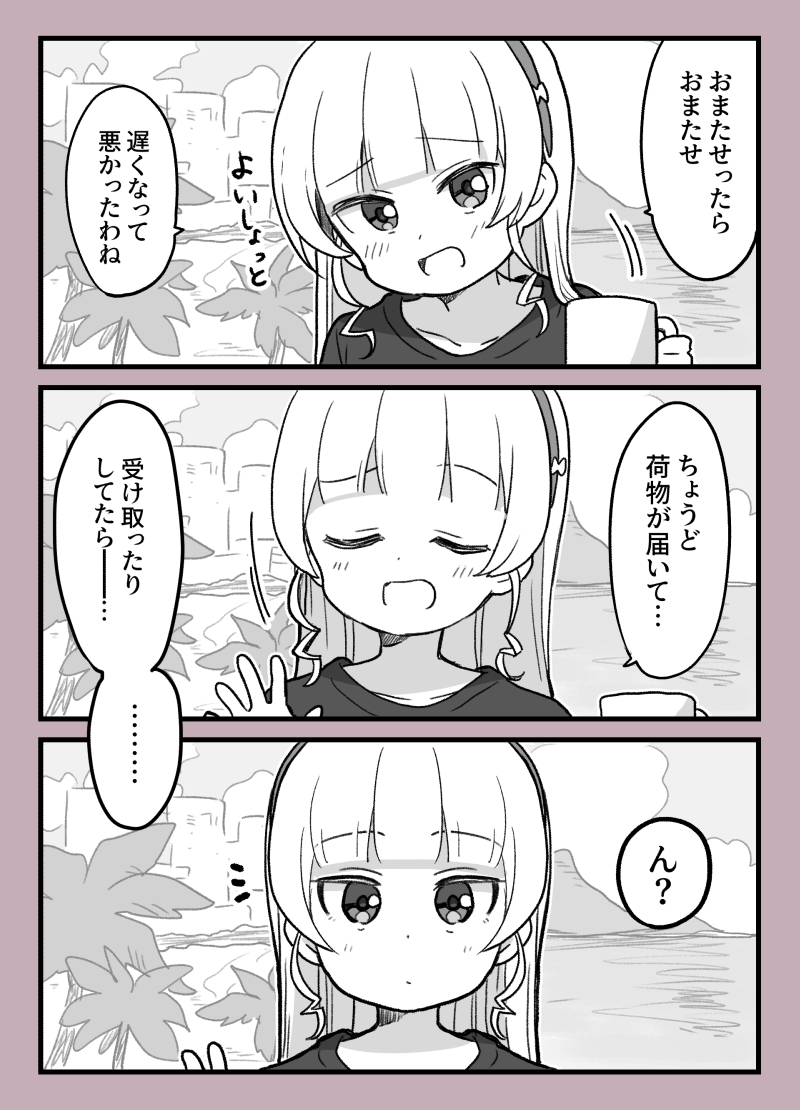 おまたせったら
おまたせ
よいしょっと
遅くなって
悪かったわね
ちょうど
荷物が届いて…
受け取ったり
してたら――…
………
ん？